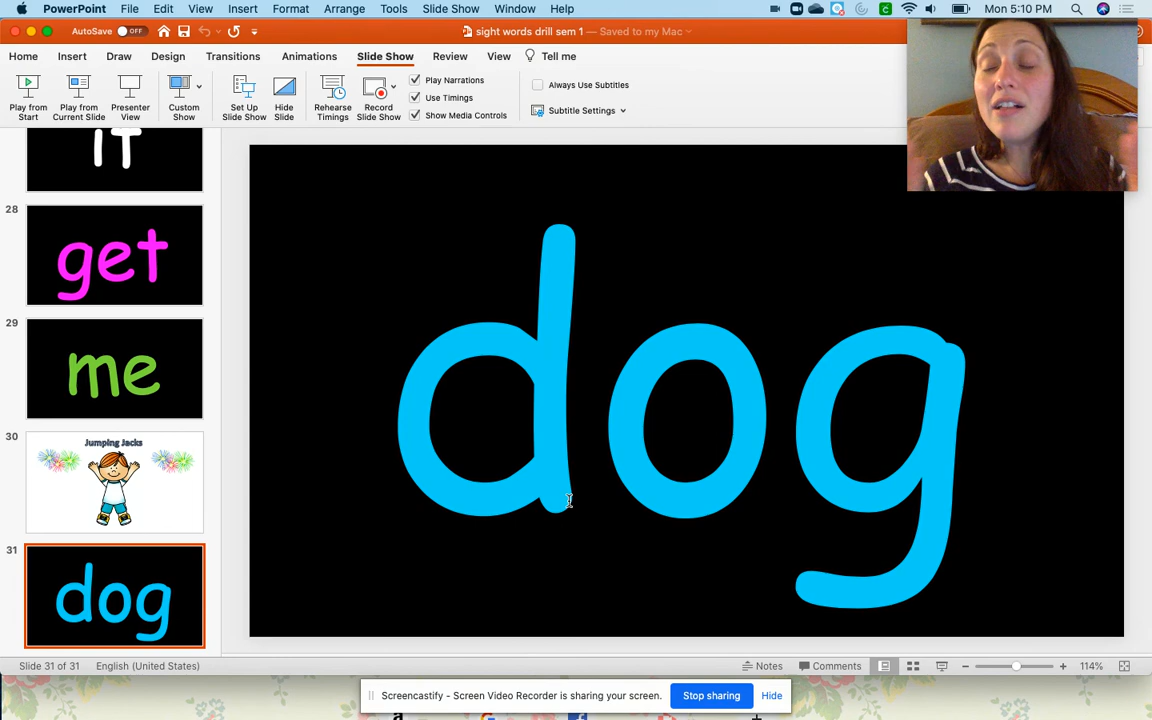 PowerPoint File Edit View Insert Format Arrange Tools Slide Show Window Help Mon 5:10 PM
AutoSave OFF sight words drill sem 1 — Saved to my Mac
Home Insert Draw Design Transitions Animations Slide Show Review View Tell me
Play from Start
Play from Current Slide
Presenter View
Custom Show
Set Up Slide Show
Hide Slide
Rehearse Timings
Record Slide Show
Play Narrations
Use Timings
Show Media Controls
Always Use Subtitles
Subtitle Settings
it
28
get
29
me
30
Jumping Jacks
31
dog
dog
Slide 31 of 31 English (United States) Notes Comments 114%
Screencastify - Screen Video Recorder is sharing your screen. Stop sharing Hide